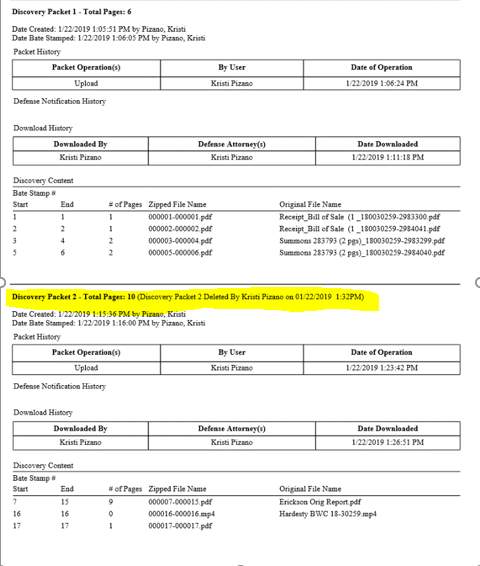 Discovery Packet 1 - Total Pages: 6
Date Created: 1/22/2019 1:05:51 PM by Pizano, Kristi
Date Bate Stamped: 1/22/2019 1:06:05 PM by Pizano, Kristi
Packet History
Packet Operation(s) By User Date of Operation
Upload Kristi Pizano 1/22/2019 1:06:24 PM
Defense Notification History
Download History
Downloaded By Defense Attorney(s) Date Downloaded
Kristi Pizano Kristi Pizano 1/22/2019 1:11:18 PM
Discovery Content
Bate Stamp #
Start End # of Pages Zipped File Name Original File Name
1 1 1 000001-000001.pdf Receipt_Bill of Sale (1 _180030259-2983300.pdf
2 2 1 000002-000002.pdf Receipt_Bill of Sale (1 _180030259-2984041.pdf
3 4 2 000003-000004.pdf Summons 283793 (2 pgs)_180030259-2983299.pdf
5 6 2 000005-000006.pdf Summons 283793 (2 pgs)_180030259-2984040.pdf
Discovery Packet 2 - Total Pages: 10 (Discovery Packet 2 Deleted By Kristi Pizano on 01/22/2019 1:32PM)
Date Created: 1/22/2019 1:15:36 PM by Pizano, Kristi
Date Bate Stamped: 1/22/2019 1:16:00 PM by Pizano, Kristi
Packet History
Packet Operation(s) By User Date of Operation
Upload Kristi Pizano 1/22/2019 1:23:42 PM
Defense Notification History
Download History
Downloaded By Defense Attorney(s) Date Downloaded
Kristi Pizano Kristi Pizano 1/22/2019 1:26:51 PM
Discovery Content
Bate Stamp #
Start End # of Pages Zipped File Name Original File Name
7 15 9 000007-000015.pdf Erickson Orig Report.pdf
16 16 0 000016-000016.mp4 Hardesty BWC 18-30259.mp4
17 17 1 000017-000017.pdf